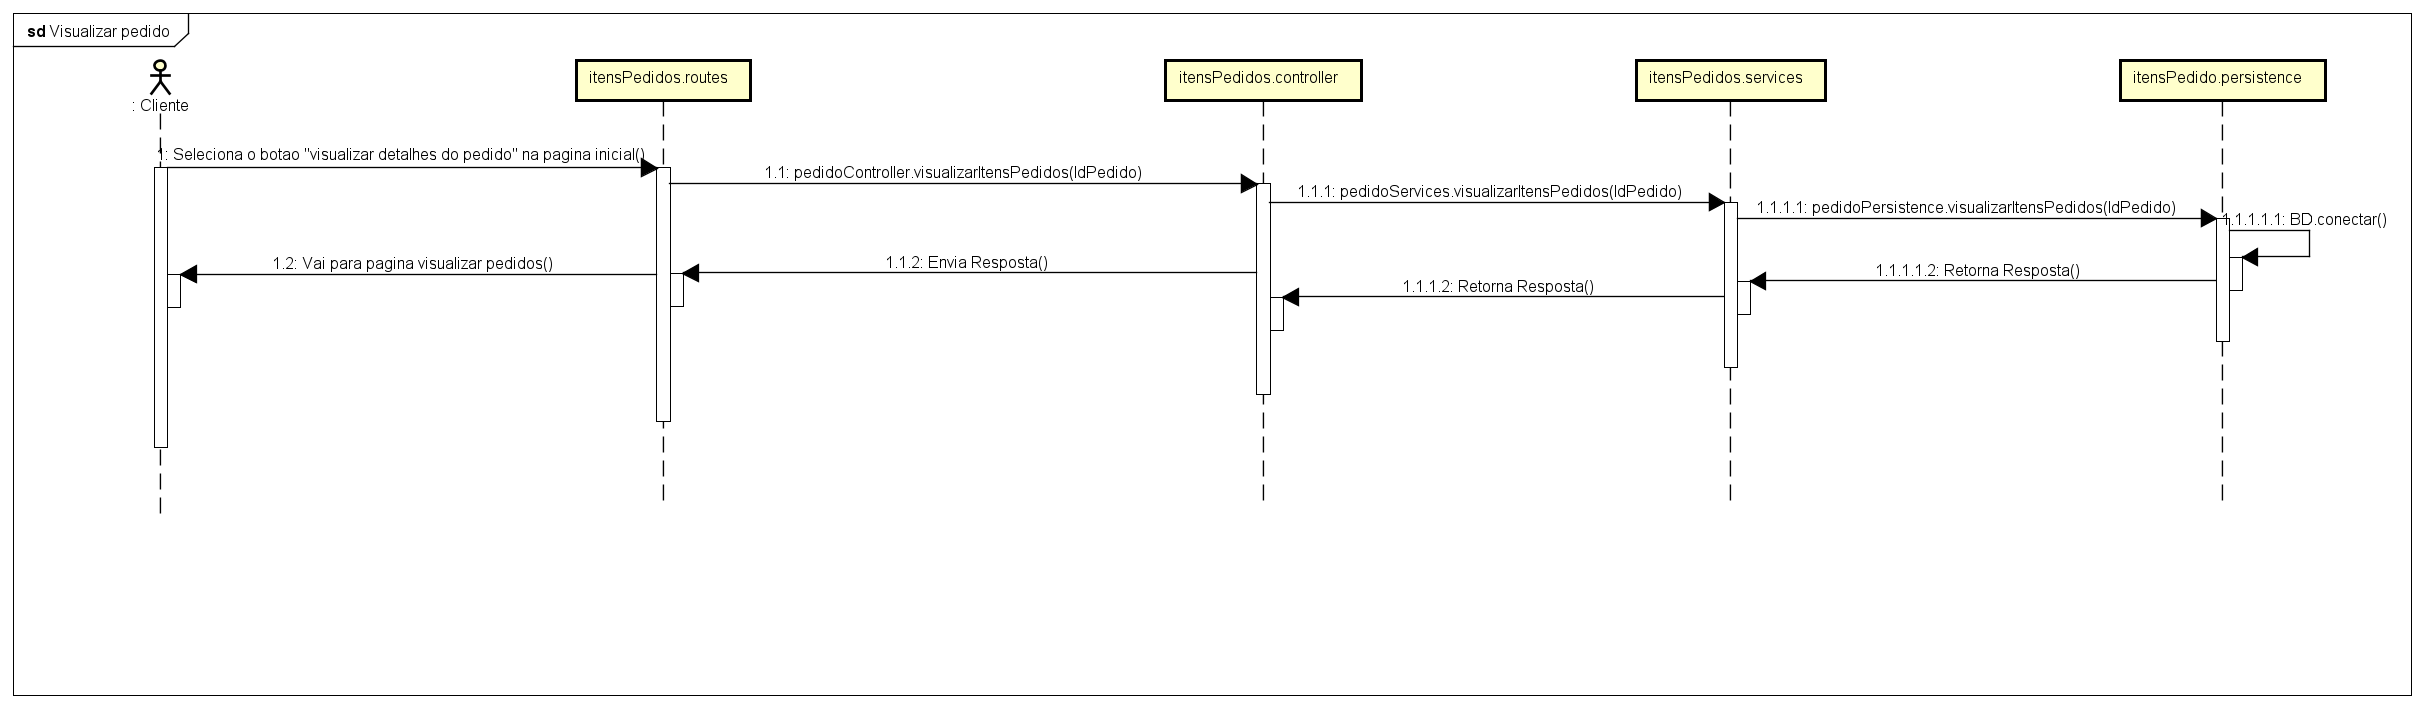 sd Visualizar pedido
: Cliente
itensPedidos.routes
itensPedidos.controller
itensPedidos.services
itensPedido.persistence
1: Seleciona o botao "visualizar detalhes do pedido" na pagina inicial()
1.1: pedidoController.visualizarItensPedidos(IdPedido)
1.1.1: pedidoServices.visualizarItensPedidos(IdPedido)
1.1.1.1: pedidoPersistence.visualizarItensPedidos(IdPedido)
1.1.1.1.1: BD.conectar()
1.2: Vai para pagina visualizar pedidos()
1.1.2: Envia Resposta()
1.1.1.2: Retorna Resposta()
1.1.1.1.2: Retorna Resposta()